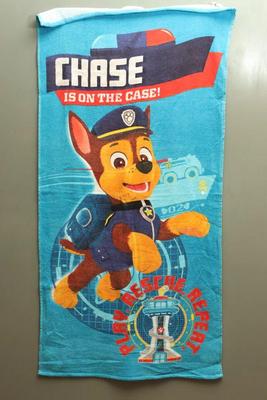 CHASE
IS ON THE CASE!
PLAY RESCUE REPEAT